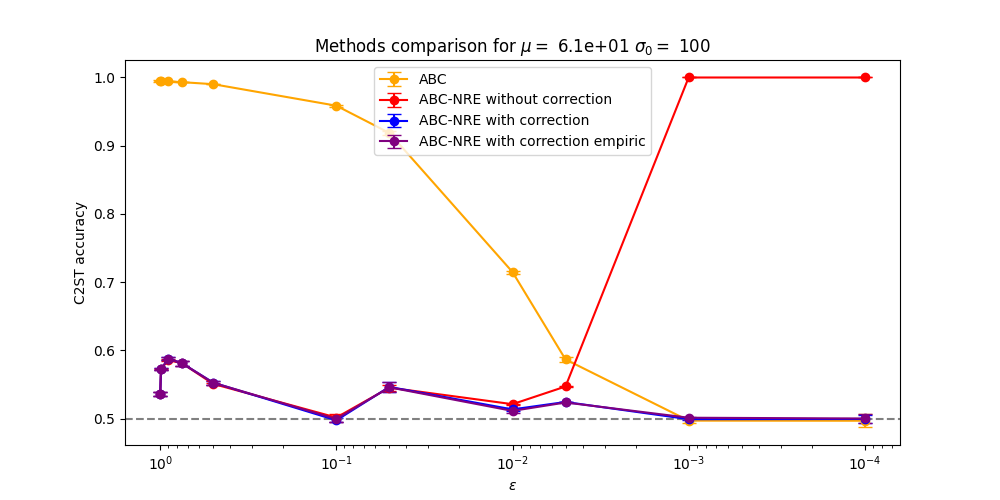 Methods comparison for μ = 6.1e+01 σ₀ = 100
ABC
ABC-NRE without correction
ABC-NRE with correction
ABC-NRE with correction empiric
C2ST accuracy
1.0
0.9
0.8
0.7
0.6
0.5
10⁰ 10⁻¹ 10⁻² 10⁻³ 10⁻⁴
ε